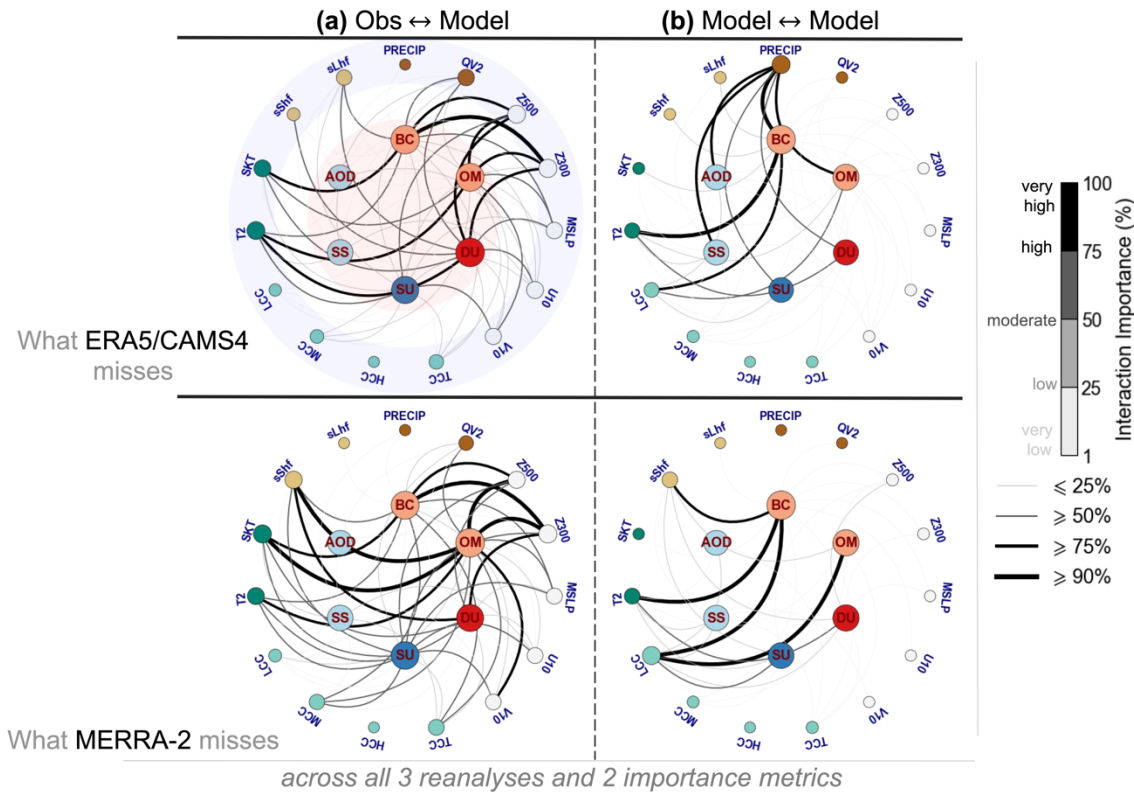 (a) Obs ↔ Model
(b) Model ↔ Model
PRECIP
QV2
Z500
Z300
MSLP
U10
V10
TCC
HCC
MCC
LCC
T2
SKT
sShf
sLhf
BC
OM
DU
SU
SS
AOD
PRECIP
QV2
Z500
Z300
MSLP
U10
V10
TCC
HCC
MCC
LCC
T2
SKT
sShf
sLhf
BC
OM
DU
SU
SS
AOD
What ERA5/CAMS4
misses
PRECIP
QV2
Z500
Z300
MSLP
U10
V10
TCC
HCC
MCC
LCC
T2
SKT
sShf
sLhf
BC
OM
DU
SU
SS
AOD
PRECIP
QV2
Z500
Z300
MSLP
U10
V10
TCC
HCC
MCC
LCC
T2
SKT
sShf
sLhf
BC
OM
DU
SU
SS
AOD
What MERRA-2 misses
very
high
high
moderate
low
very
low
100
75
50
25
1
Interaction Importance (%)
⩽ 25%
⩾ 50%
⩾ 75%
⩾ 90%
across all 3 reanalyses and 2 importance metrics